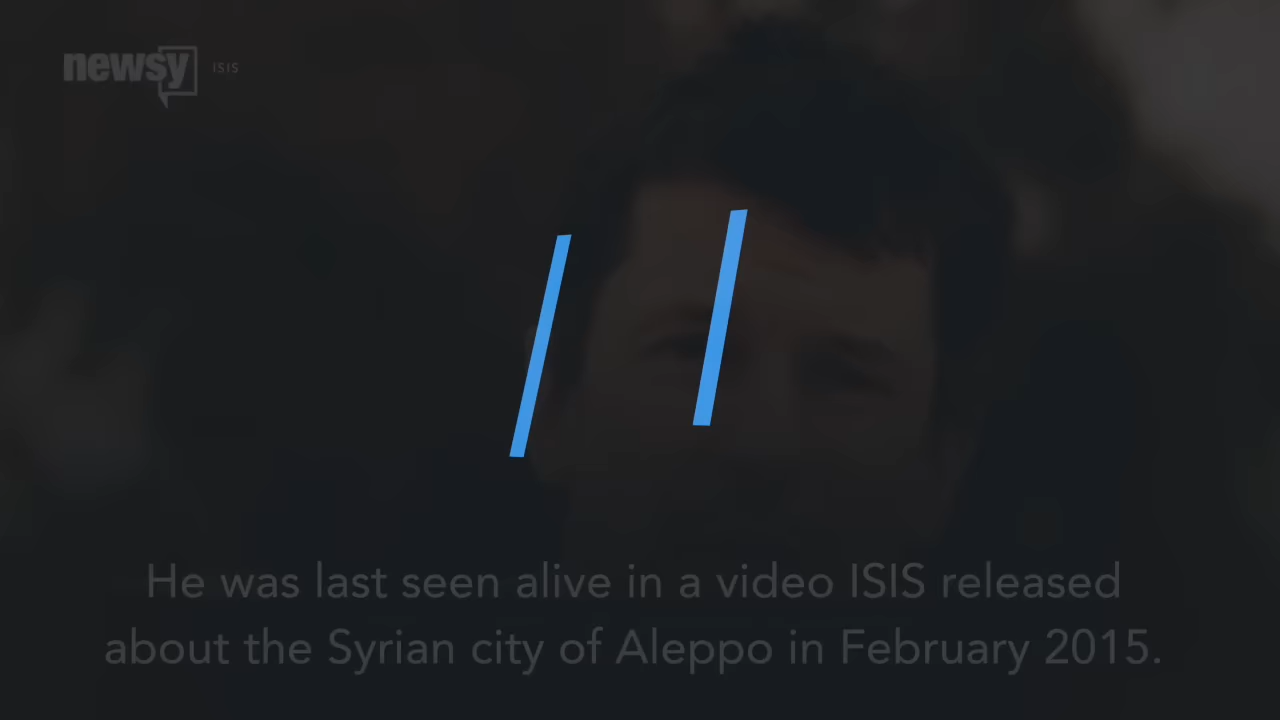 newsy ISIS
He was last seen alive in a video ISIS released
about the Syrian city of Aleppo in February 2015.